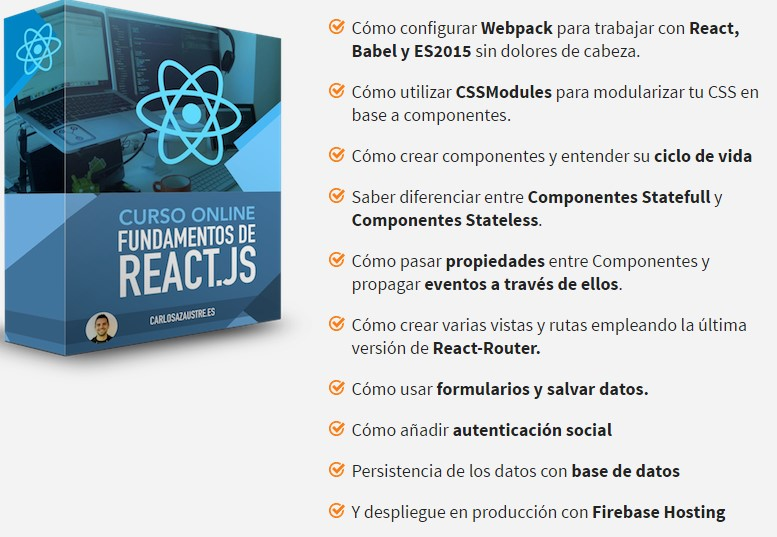 CURSO ONLINE
FUNDAMENTOS DE
REACT.JS
CARLOSAZAUSTRE.ES
Cómo configurar Webpack para trabajar con React,
Babel y ES2015 sin dolores de cabeza.
Cómo utilizar CSSModules para modularizar tu CSS en
base a componentes.
Cómo crear componentes y entender su ciclo de vida
Saber diferenciar entre Componentes Statefull y
Componentes Stateless.
Cómo pasar propiedades entre Componentes y
propagar eventos a través de ellos.
Cómo crear varias vistas y rutas empleando la última
versión de React-Router.
Cómo usar formularios y salvar datos.
Cómo añadir autenticación social
Persistencia de los datos con base de datos
Y despliegue en producción con Firebase Hosting